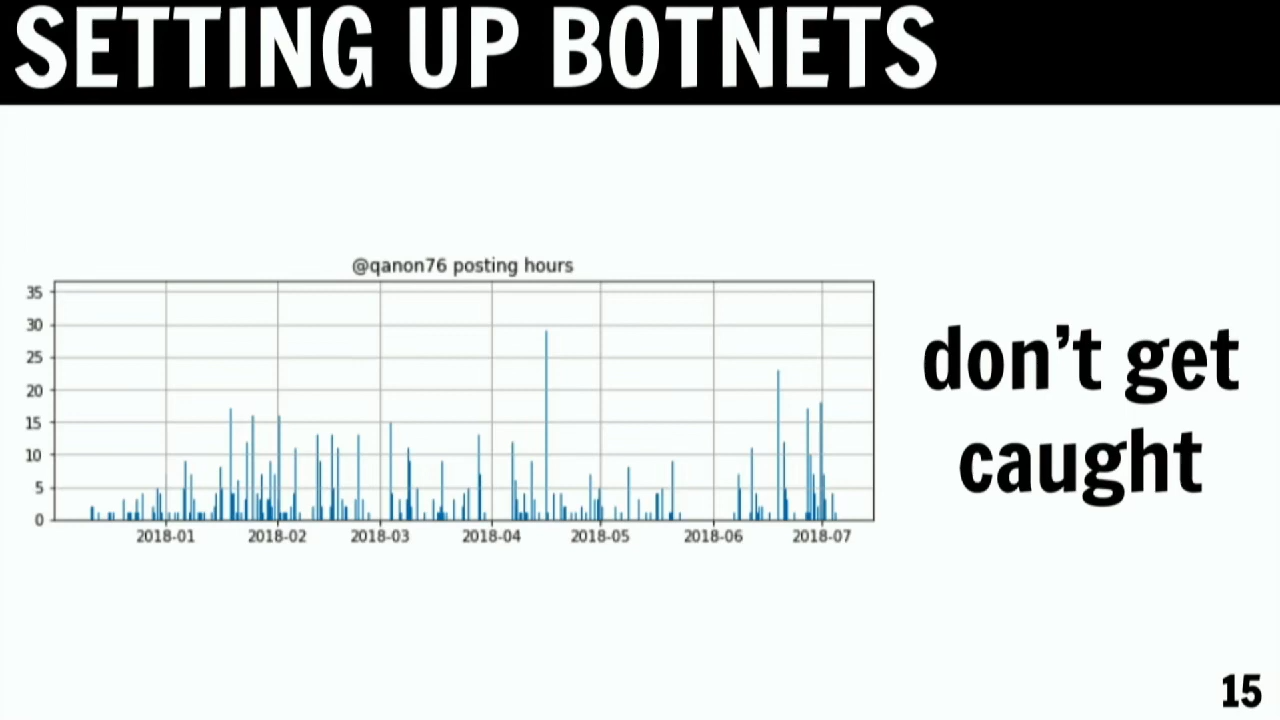 SETTING UP BOTNETS
@qanon76 posting hours
35
30
25
20
15
10
5
0
2018-01 2018-02 2018-03 2018-04 2018-05 2018-06 2018-07
don't get
caught
15